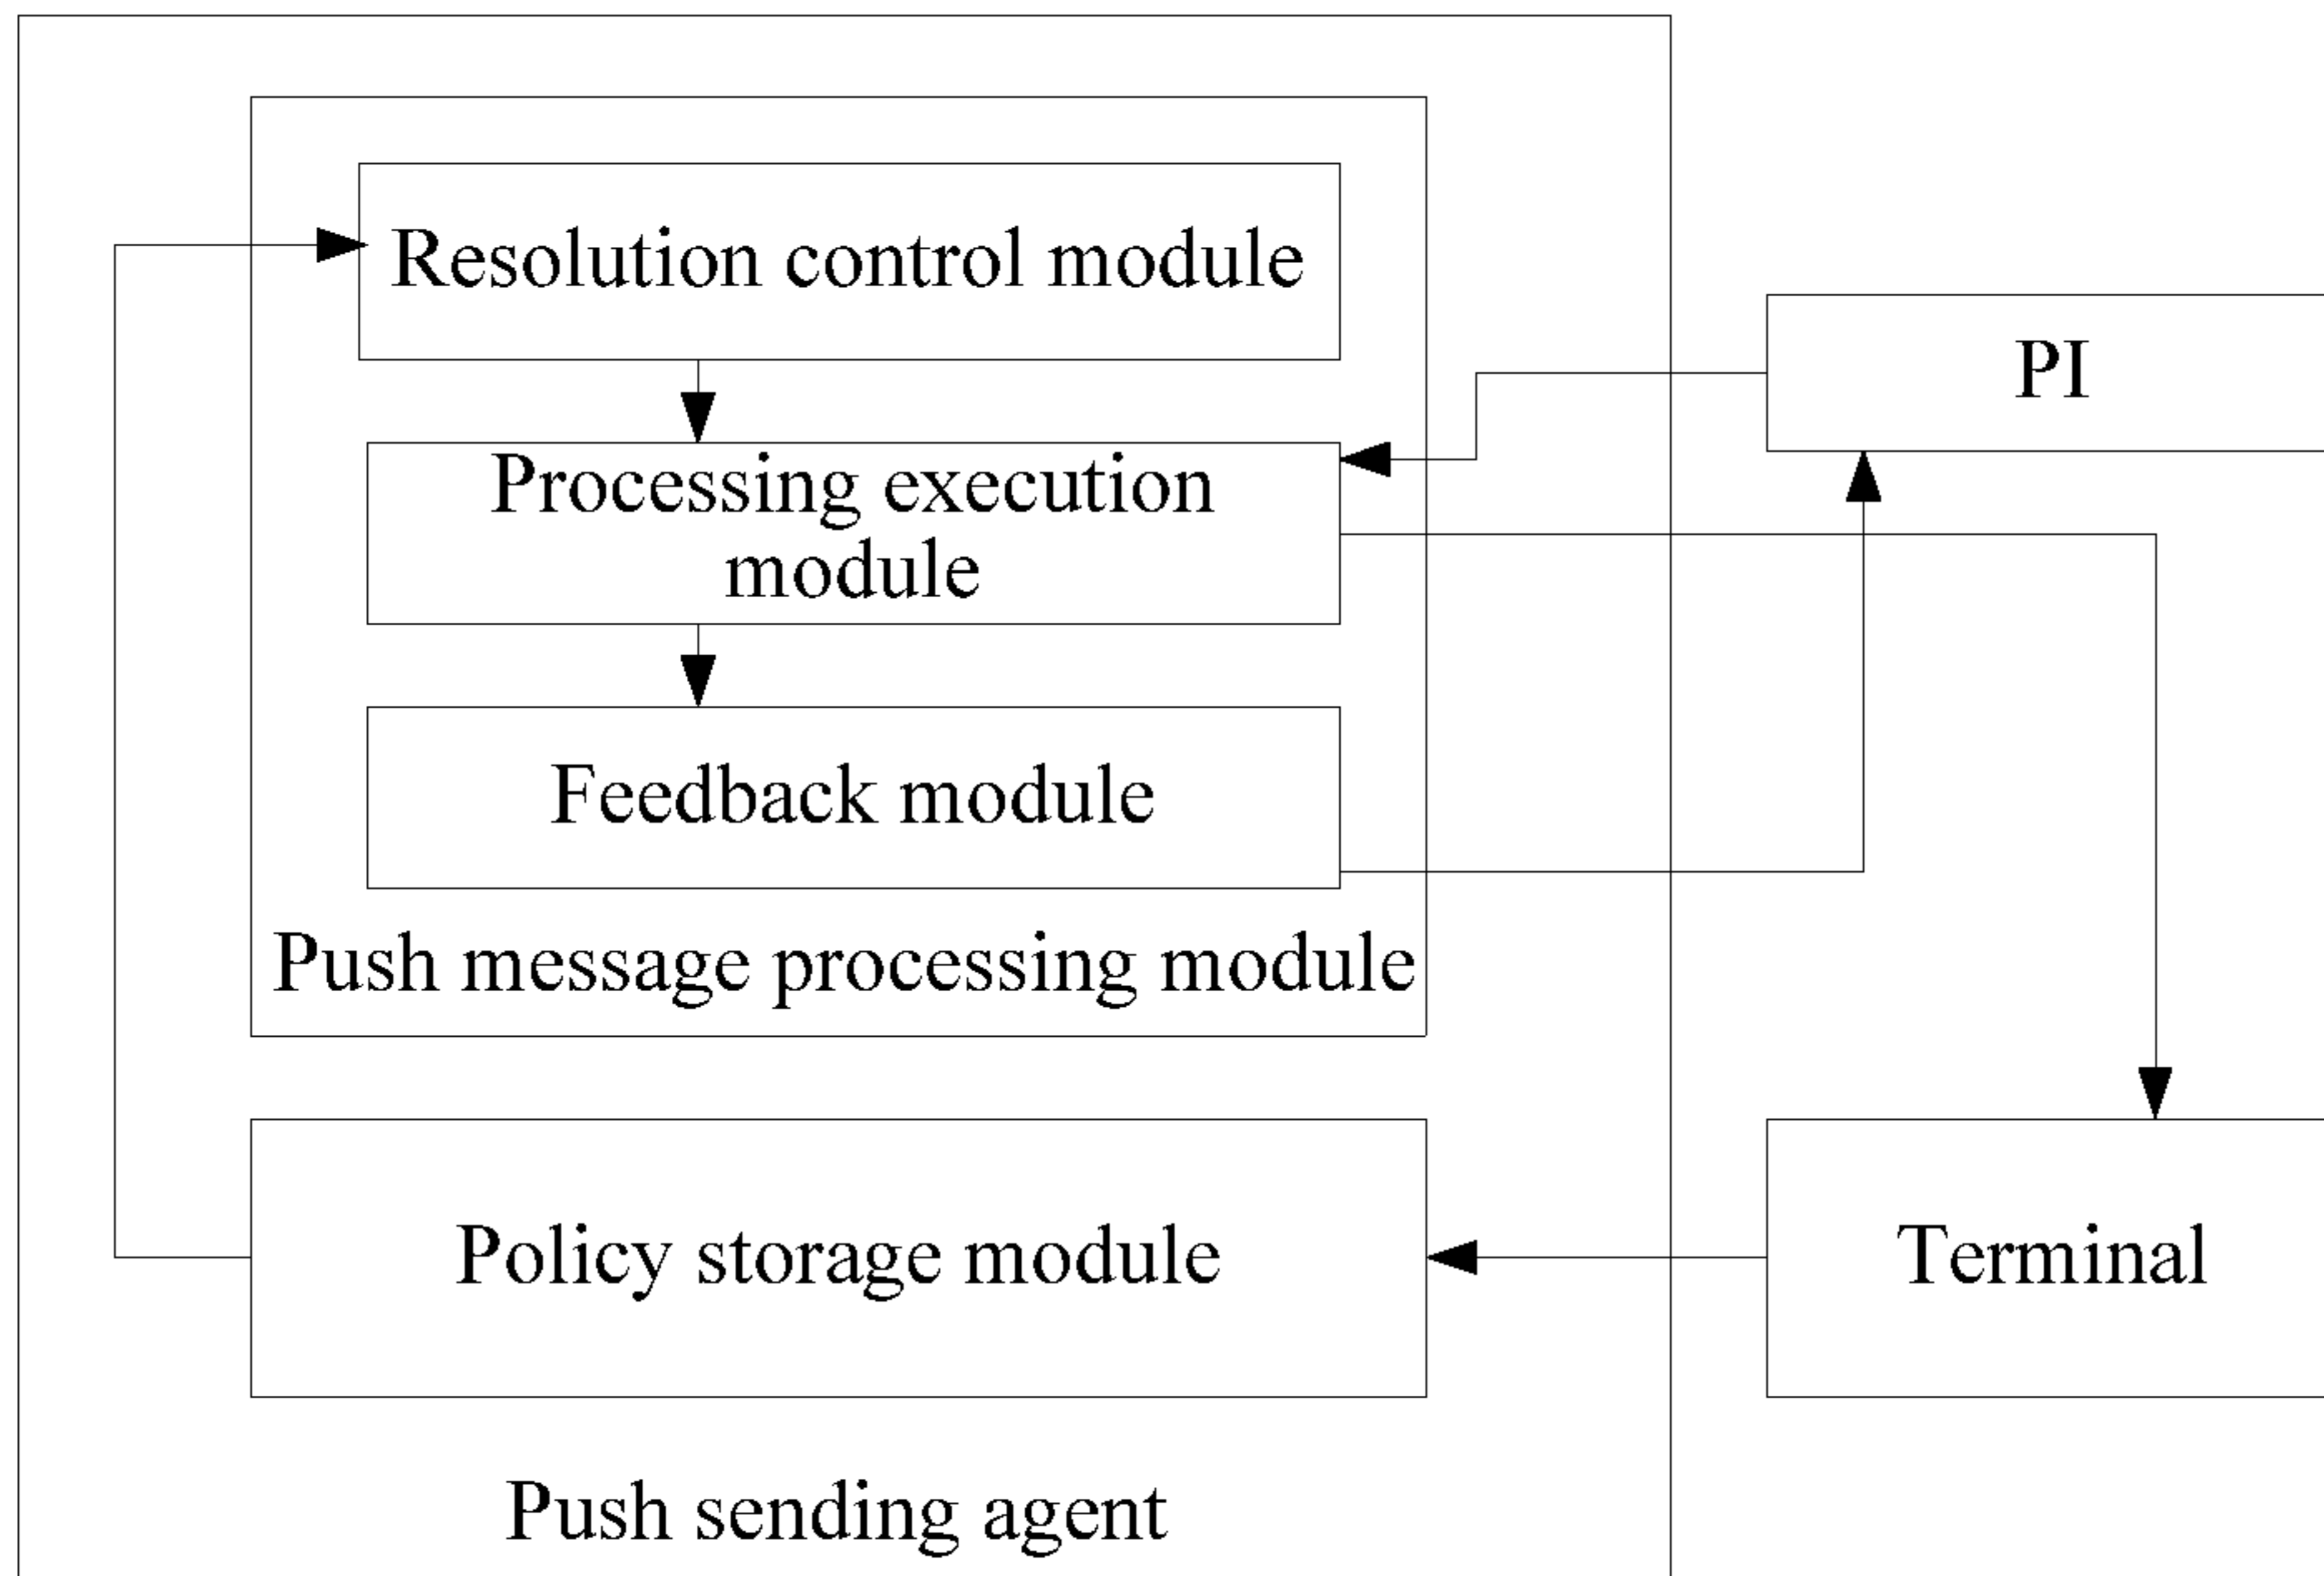 Resolution control module
PI
Processing execution
module
Feedback module
Push message processing module
Policy storage module
Terminal
Push sending agent